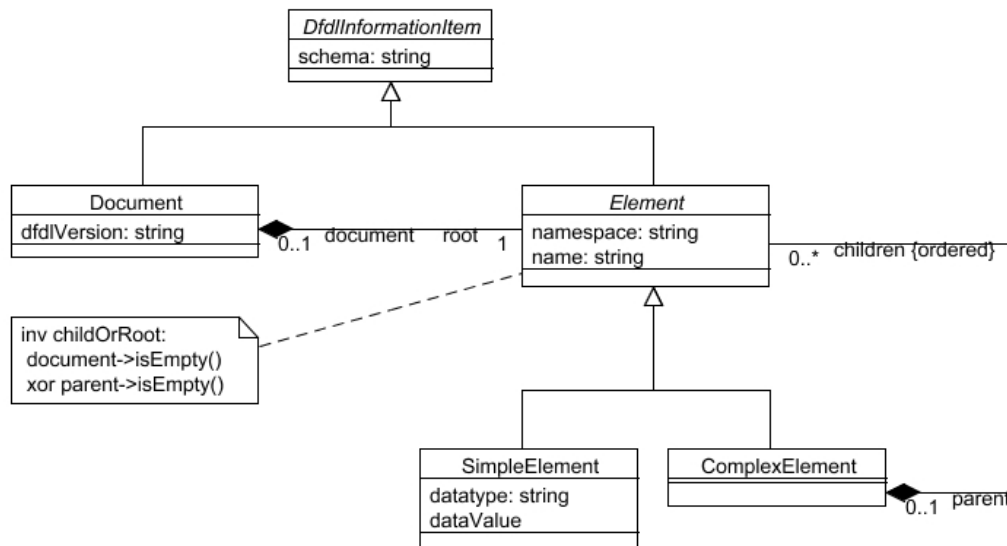 DfdlInformationItem
schema: string
Document
dfdlVersion: string
Element
namespace: string
name: string
0..1 document root 1
0..* children {ordered}
inv childOrRoot:
document->isEmpty()
xor parent->isEmpty()
SimpleElement
datatype: string
dataValue
ComplexElement
0..1 parent